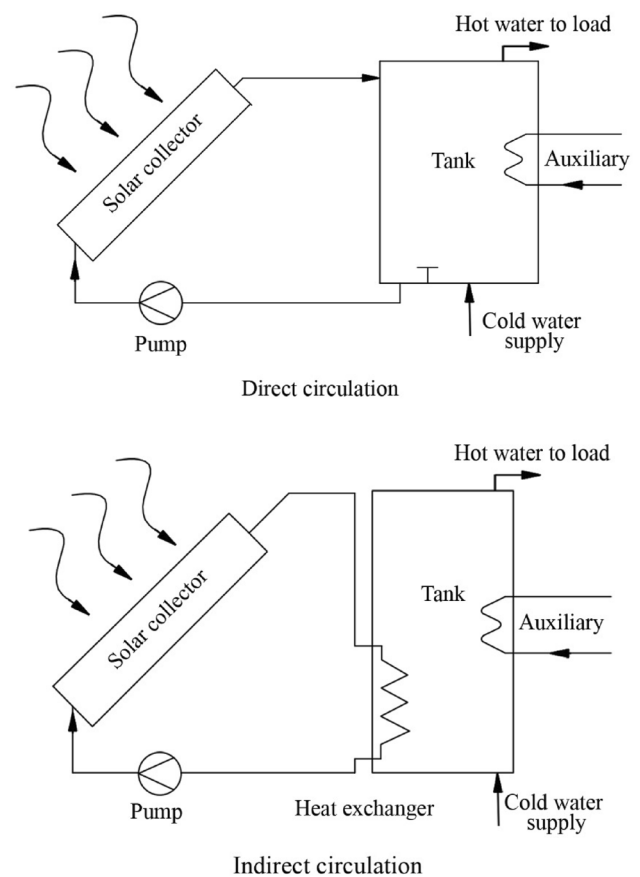 Hot water to load
Solar collector
Tank
Auxiliary
Cold water
supply
Pump
Direct circulation
Hot water to load
Solar collector
Tank
Auxiliary
Cold water
supply
Pump
Heat exchanger
Indirect circulation